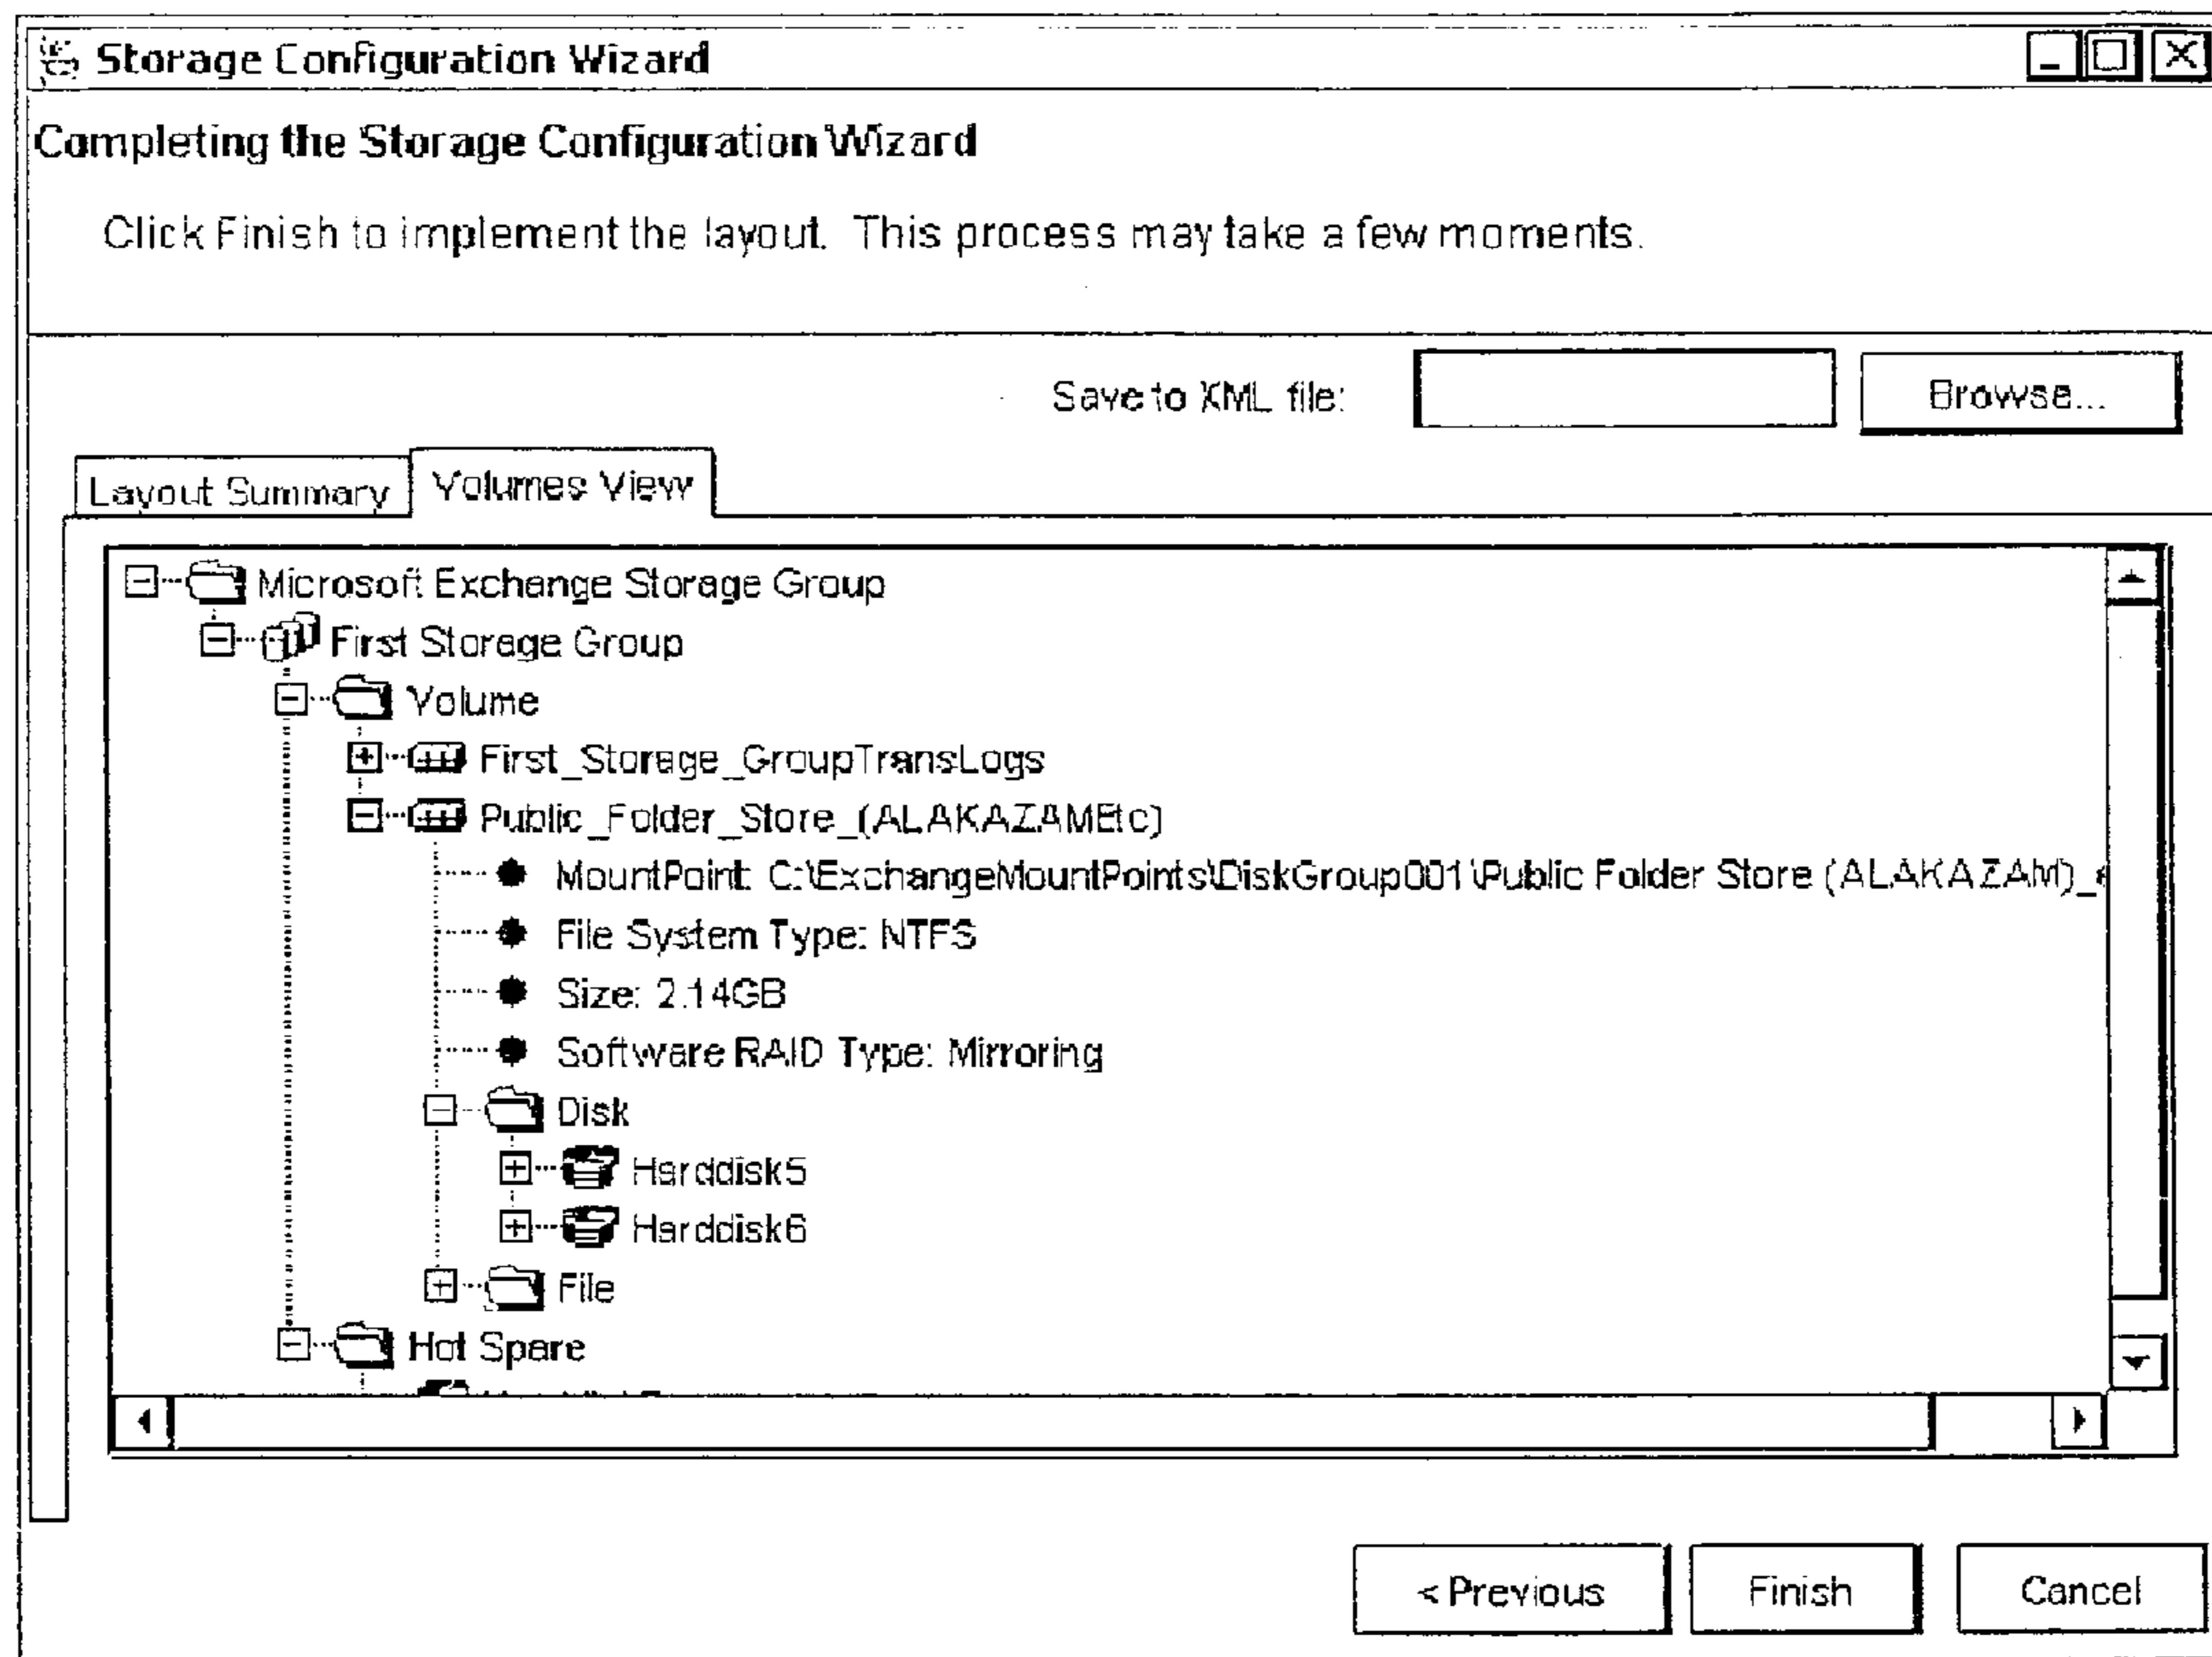 Storage Configuration Wizard
Completing the Storage Configuration Wizard
Click Finish to implement the layout. This process may take a few moments.
Save to XML file:
Browse...
Layout Summary
Volumes View
Microsoft Exchange Storage Group
First Storage Group
Volume
First_Storage_GroupTransLogs
Public_Folder_Store_(ALAKAZAMEtc)
MountPoint: C:\ExchangeMountPoints\DiskGroup001\Public Folder Store (ALAKAZAM)_
File System Type: NTFS
Size: 2.14GB
Software RAID Type: Mirroring
Disk
Harddisk5
Harddisk6
File
Hot Spare
< Previous
Finish
Cancel